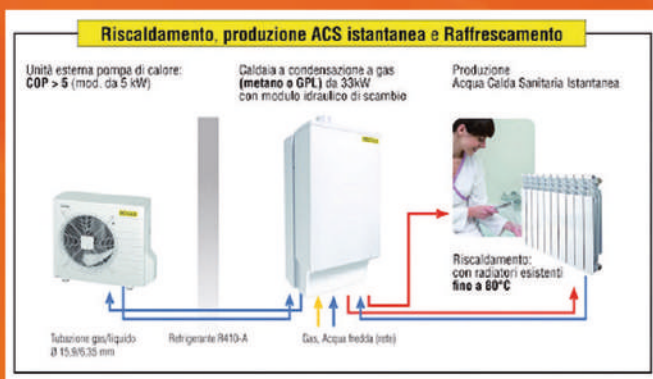 Riscaldamento, produzione ACS istantanea e Raffrescamento
Unità esterna pompa di calore:
COP > 5 (mod. da 5 kW)
Caldaia a condensazione a gas
(metano o GPL) da 33kW
con modulo idraulico di scambio
Produzione
Acqua Calda Sanitaria Istantanea
Riscaldamento:
con radiatori esistenti
fino a 80°C
Tubazione gas/liquido
Ø 15,9/6,35 mm
Refrigerante R410-A
Gas, Acqua fredda (rete)